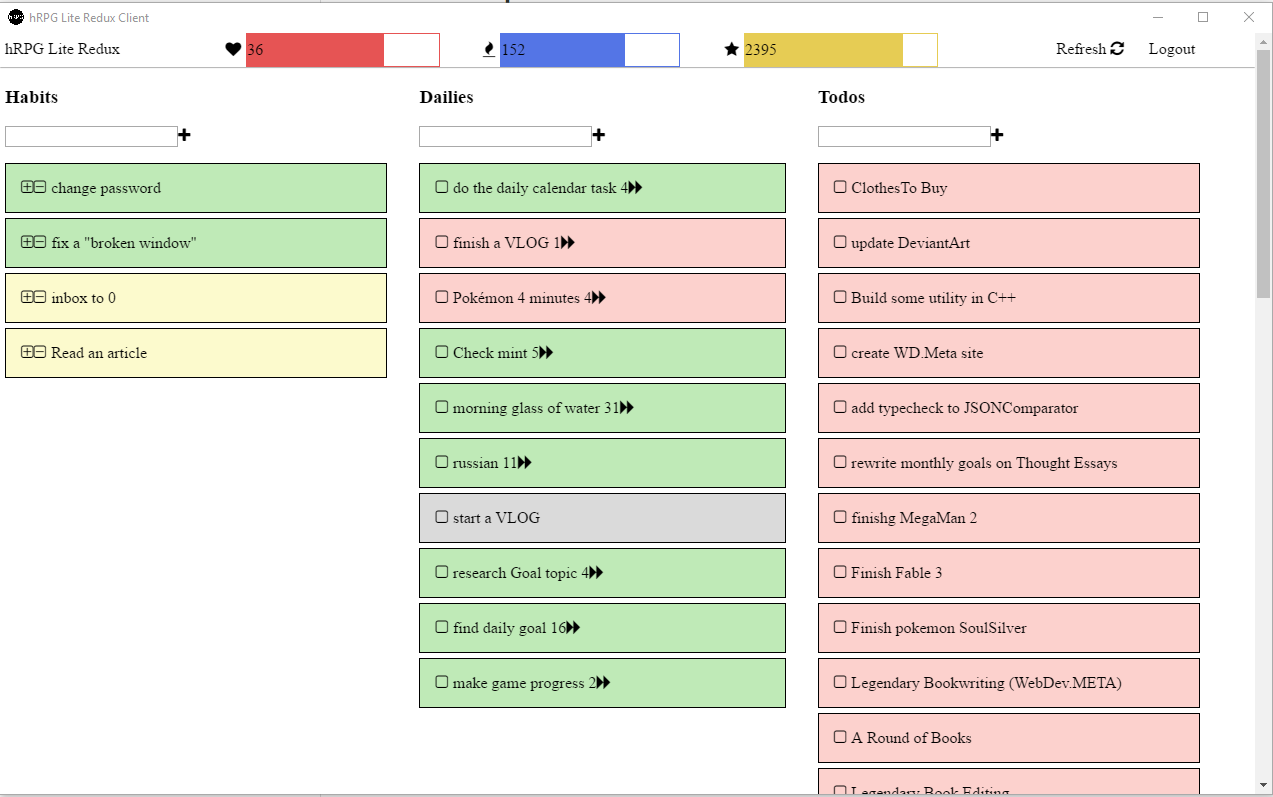 hRPG Lite Redux Client
hRPG Lite Redux 36 152 2395 Refresh Logout
Habits
change password
fix a "broken window"
inbox to 0
Read an article
Dailies
do the daily calendar task 4
finish a VLOG 1
Pokémon 4 minutes 4
Check mint 5
morning glass of water 31
russian 11
start a VLOG
research Goal topic 4
find daily goal 16
make game progress 2
Todos
ClothesTo Buy
update DeviantArt
Build some utility in C++
create WD.Meta site
add typecheck to JSONComparator
rewrite monthly goals on Thought Essays
finishg MegaMan 2
Finish Fable 3
Finish pokemon SoulSilver
Legendary Bookwriting (WebDev.META)
A Round of Books
Legendary Book Editing